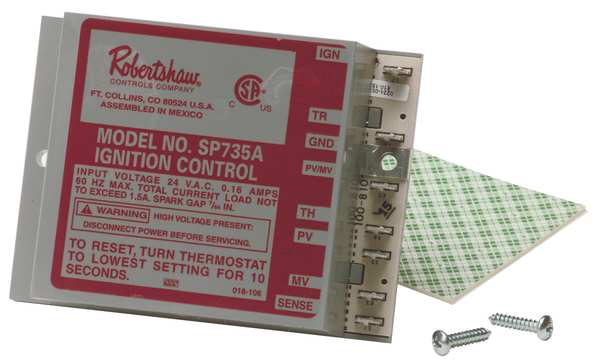 Robertshaw®
CONTROLS COMPANY
FT. COLLINS, CO 80524 U.S.A.
ASSEMBLED IN MEXICO
C US
MODEL NO. SP735A
IGNITION CONTROL
INPUT VOLTAGE 24 V.A.C. 0.16 AMPS
60 HZ MAX. TOTAL CURRENT LOAD NOT
TO EXCEED 1.5A. SPARK GAP IN.
WARNING HIGH VOLTAGE PRESENT:
DISCONNECT POWER BEFORE SERVICING.
TO RESET, TURN THERMOSTAT
TO LOWEST SETTING FOR 10
SECONDS.
018-106
IGN
TR
GND
PV/MV
TH
PV
MV
SENSE